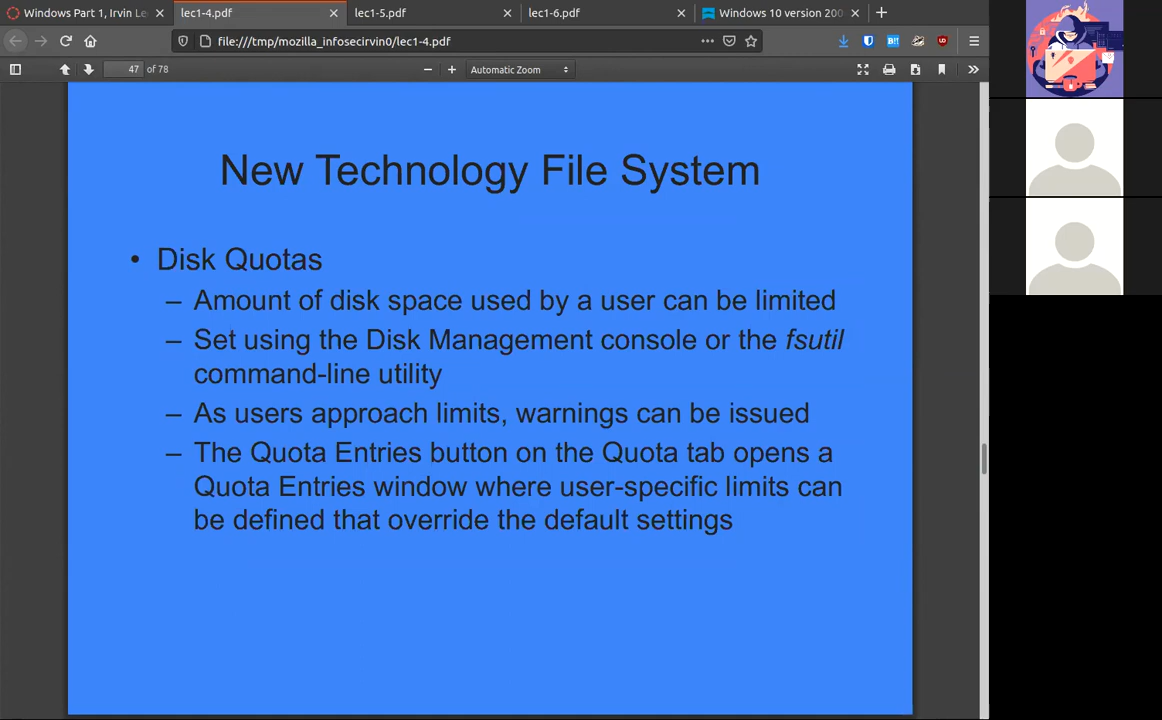 Windows Part 1, Irvin Le
lec1-4.pdf
lec1-5.pdf
lec1-6.pdf
Windows 10 version 200
file:///tmp/mozilla_infosecirvin0/lec1-4.pdf
47 of 78
Automatic Zoom
New Technology File System
• Disk Quotas
– Amount of disk space used by a user can be limited
– Set using the Disk Management console or the fsutil
command-line utility
– As users approach limits, warnings can be issued
– The Quota Entries button on the Quota tab opens a
Quota Entries window where user-specific limits can
be defined that override the default settings